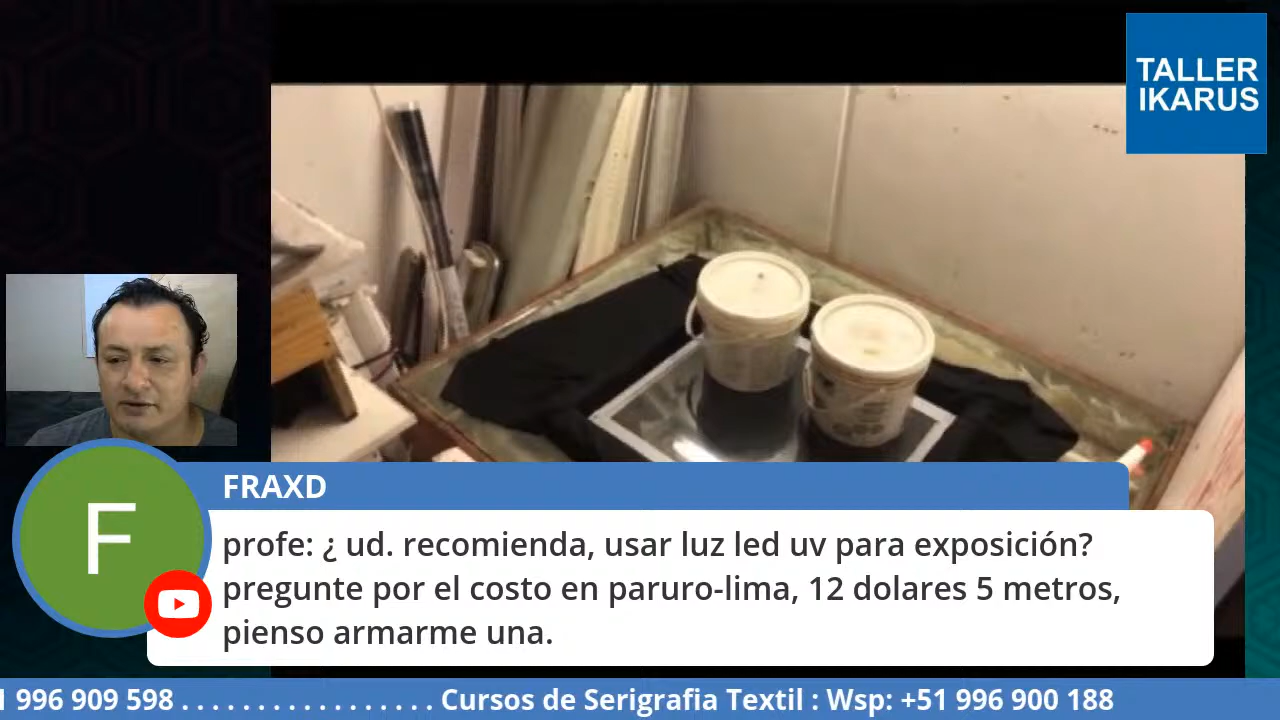 TALLER
IKARUS
F
FRAXD
profe: ¿ ud. recomienda, usar luz led uv para exposición?
pregunte por el costo en paruro-lima, 12 dolares 5 metros,
pienso armarme una.
1 996 909 598 . . . . . . . . . . . . . . . . . Cursos de Serigrafia Textil : Wsp: +51 996 900 188